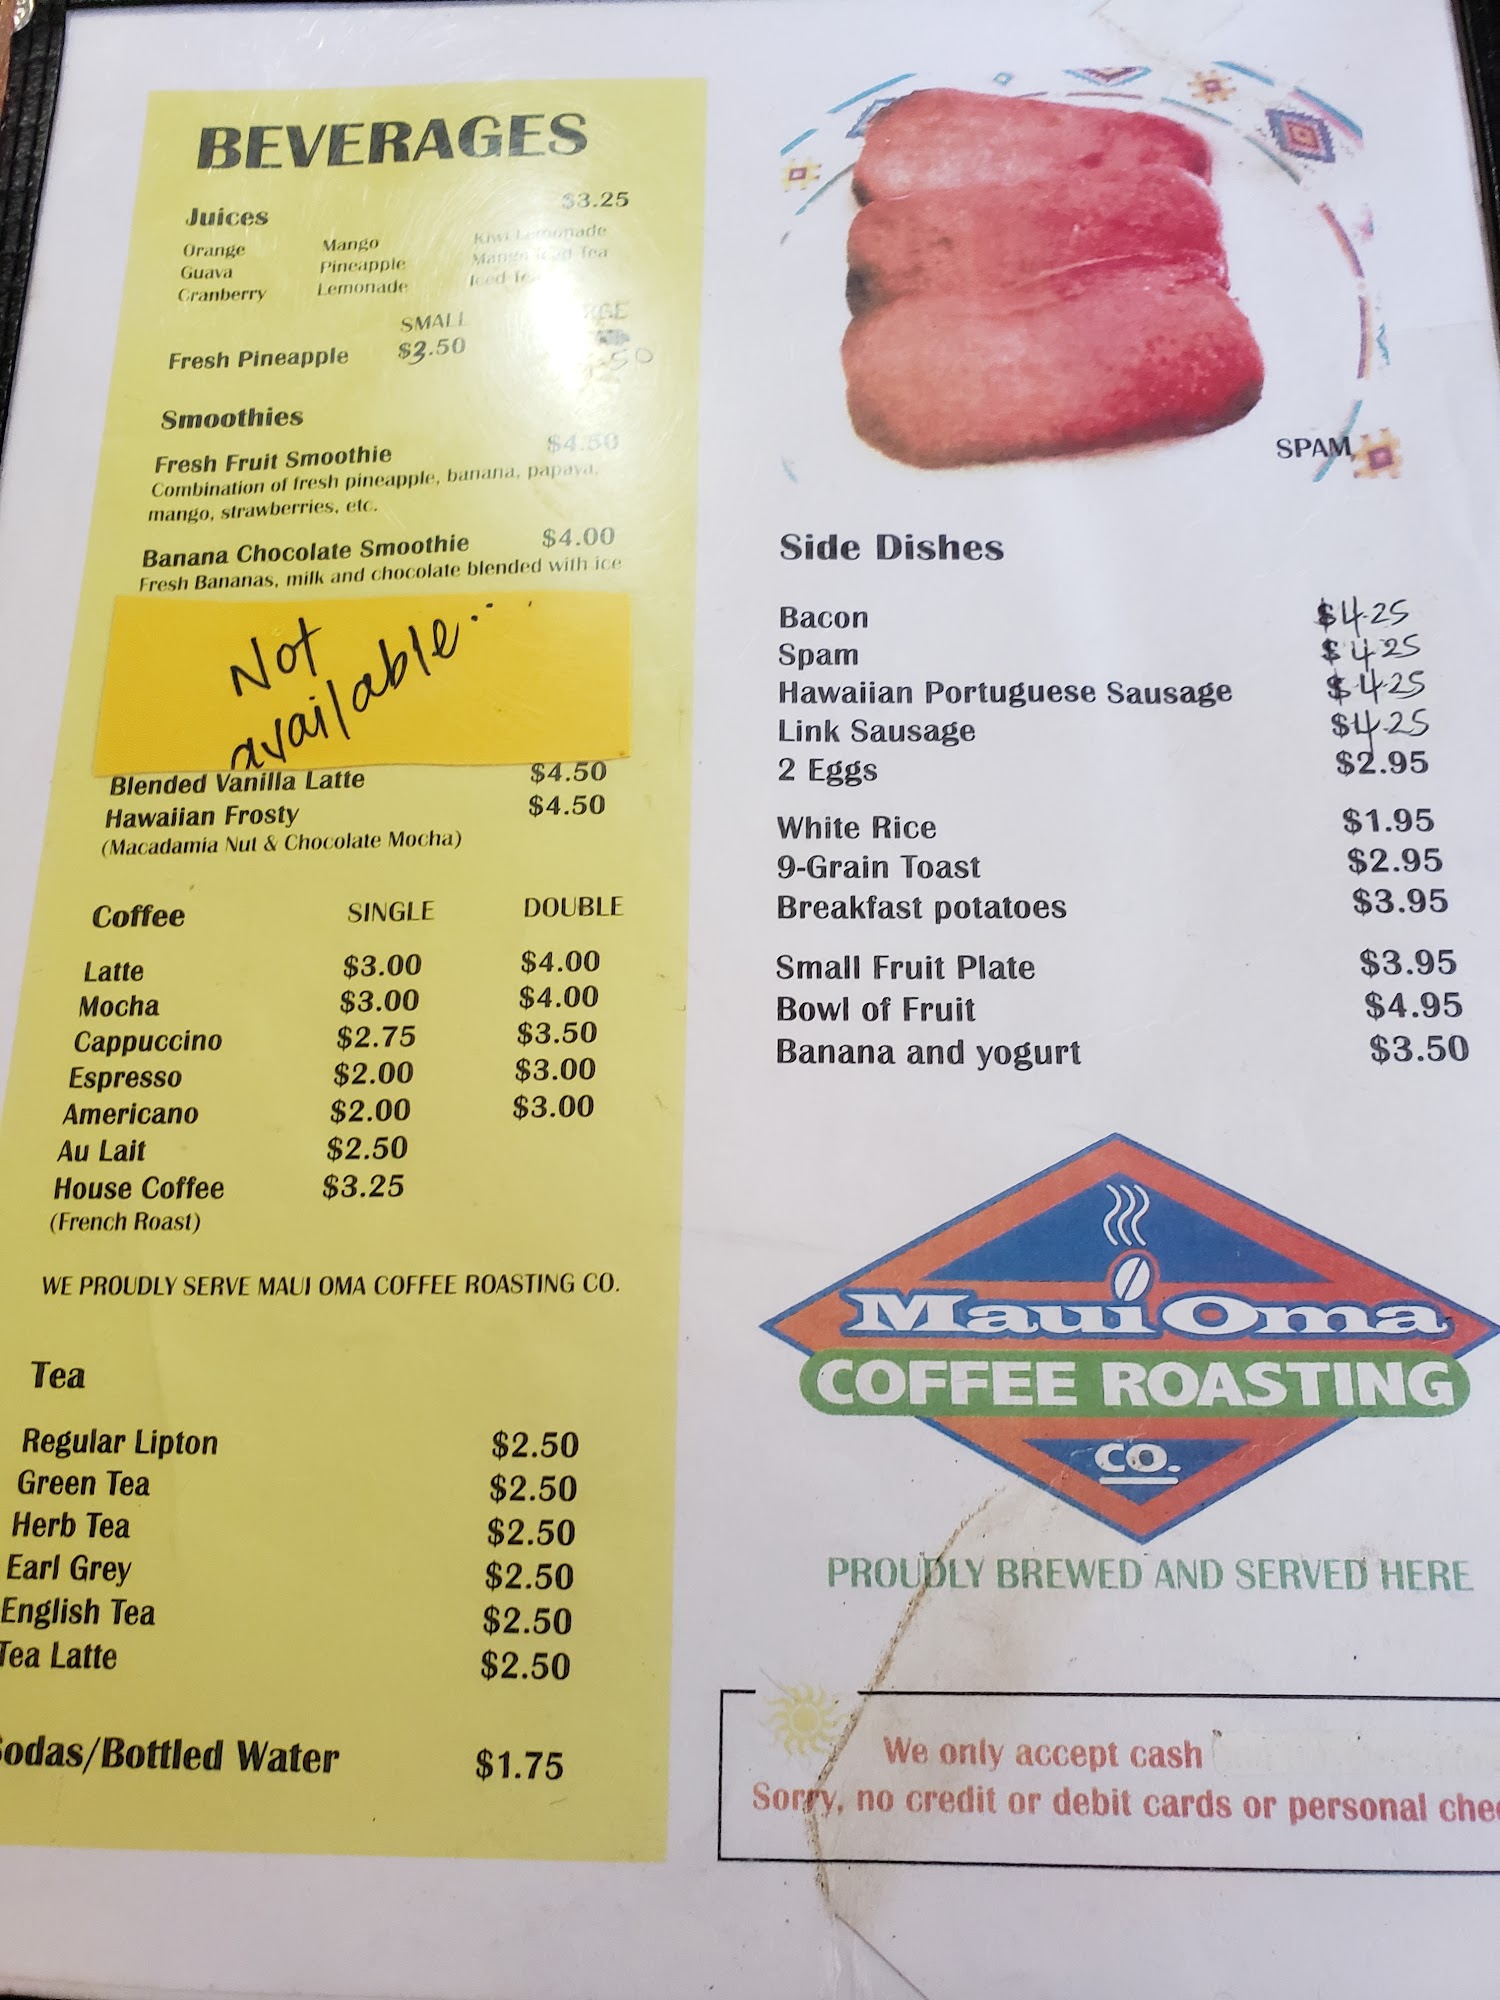 BEVERAGES
Juices $3.25
Orange Mango Kiwi Lemonade
Guava Pineapple Mango Iced Tea
Cranberry Lemonade Iced Tea
SMALL
Fresh Pineapple $3.50
Smoothies
Fresh Fruit Smoothie $4.50
Combination of fresh pineapple, banana, papaya,
mango, strawberries, etc.
Banana Chocolate Smoothie $4.00
Fresh Bananas, milk and chocolate blended with ice
Not
available...
Blended Vanilla Latte $4.50
Hawaiian Frosty $4.50
(Macadamia Nut & Chocolate Mocha)
Coffee SINGLE DOUBLE
Latte $3.00 $4.00
Mocha $3.00 $4.00
Cappuccino $2.75 $3.50
Espresso $2.00 $3.00
Americano $2.00 $3.00
Au Lait $2.50
House Coffee $3.25
(French Roast)
WE PROUDLY SERVE MAUI OMA COFFEE ROASTING CO.
Tea
Regular Lipton $2.50
Green Tea $2.50
Herb Tea $2.50
Earl Grey $2.50
English Tea $2.50
Tea Latte $2.50
odas/Bottled Water $1.75
SPAM
Side Dishes
Bacon $4.25
Spam $4.25
Hawaiian Portuguese Sausage $4.25
Link Sausage $4.25
2 Eggs $2.95
White Rice $1.95
9-Grain Toast $2.95
Breakfast potatoes $3.95
Small Fruit Plate $3.95
Bowl of Fruit $4.95
Banana and yogurt $3.50
Maui Oma
COFFEE ROASTING
CO.
PROUDLY BREWED AND SERVED HERE
We only accept cash
Sorry, no credit or debit cards or personal che